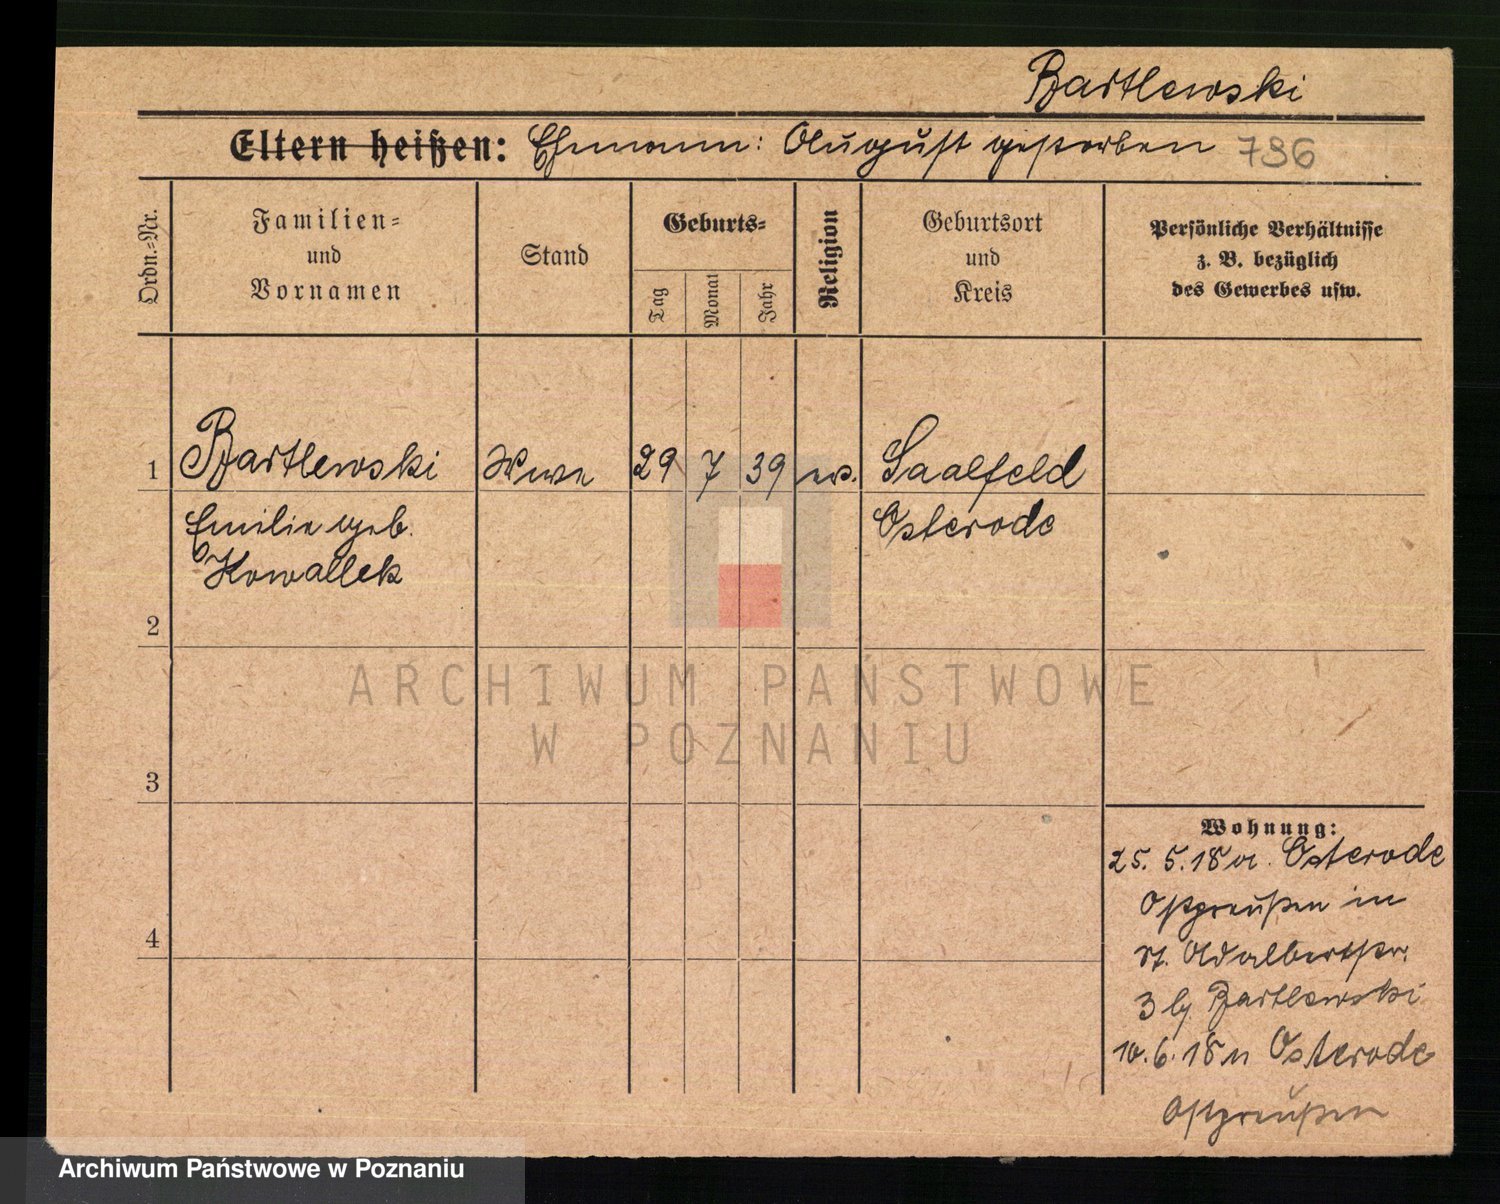 Bartlewski
Eltern heißen: Ehemann: August gestorben 736
Ordn.-Nr.
Familien-
und
Vornamen
Stand
Geburts-
Tag
Monat
Jahr
Religion
Geburtsort
und
Kreis
Persönliche Verhältnisse
z. B. bezüglich
des Gewerbes usw.
1 Bartlewski Wwe 29 7 39 ev. Saalfeld
Emilie geb. Osterode
Kowallek
2
3
4
Wohnung:
25. 5. 18 v. Osterode
Ostpreußen in
St. Adalbertstr.
3 b/ Bartlewski
10. 6. 18 n Osterode
Ostpreußen
ARCHIWUM PAŃSTWOWE
W POZNANIU
Archiwum Państwowe w Poznaniu